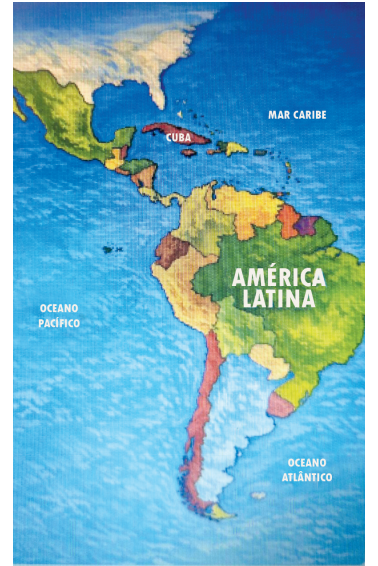 MAR CARIBE
CUBA
AMÉRICA
LATINA
OCEANO
PACÍFICO
OCEANO
ATLÂNTICO